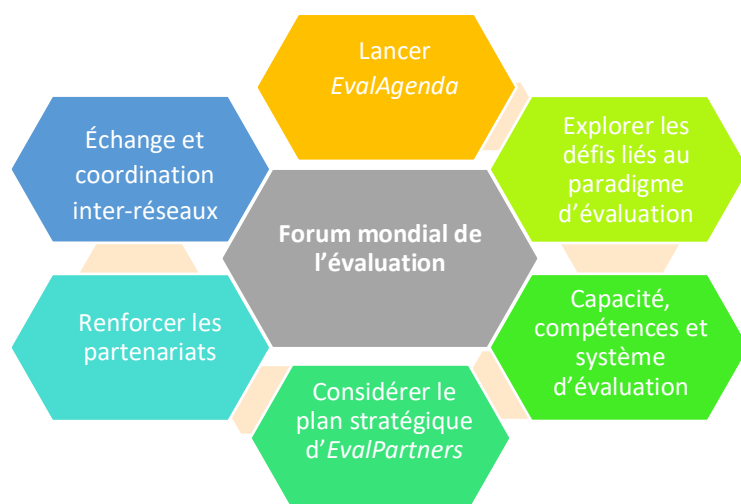 Lancer
EvalAgenda
Échange et
coordination
inter-réseaux
Explorer les
défis liés au
paradigme
d’évaluation
Forum mondial de
l’évaluation
Renforcer les
partenariats
Capacité,
compétences et
système
d’évaluation
Considérer le
plan stratégique
d’EvalPartners